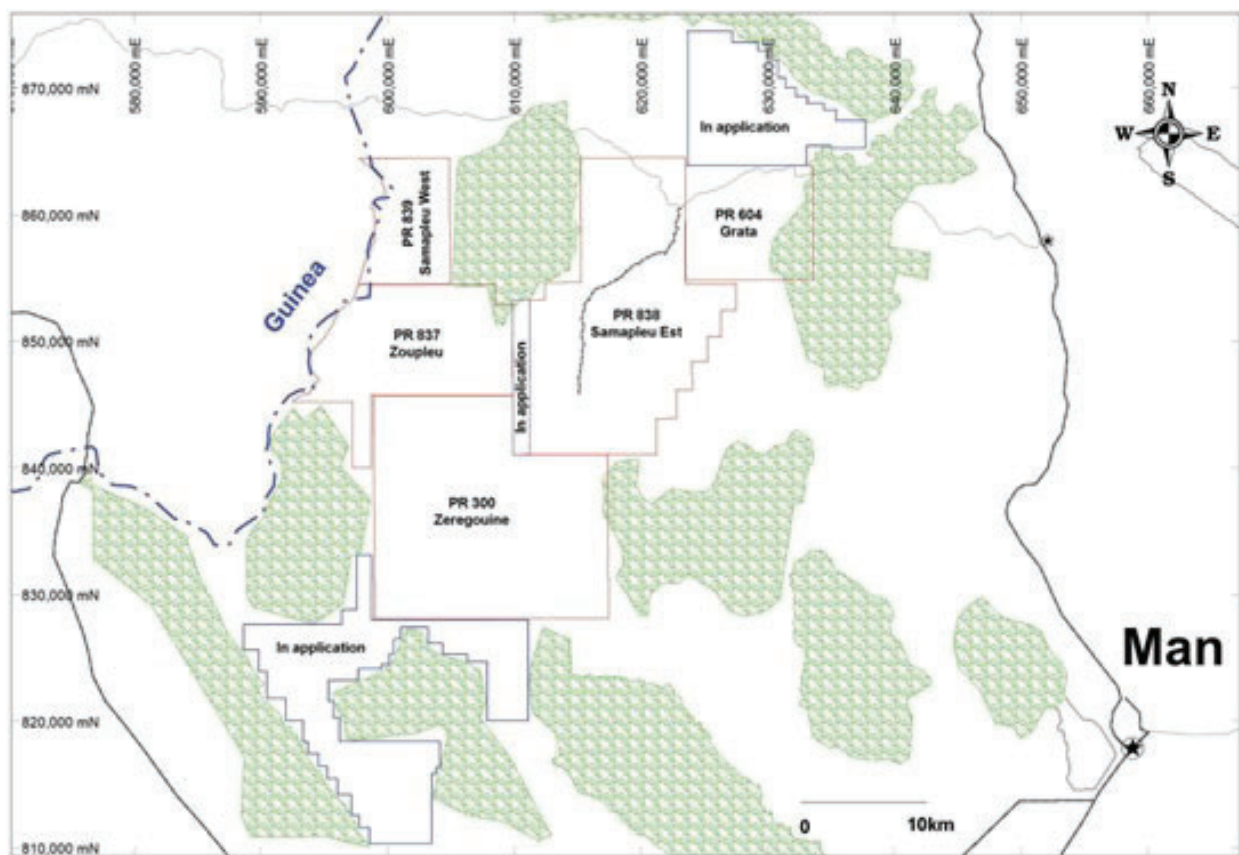 580,000 mE
590,000 mE
600,000 mE
610,000 mE
620,000 mE
630,000 mE
640,000 mE
650,000 mE
660,000 mE
870,000 mN
In application
N
W
E
S
860,000 mN
PR 839
Samapleu West
PR 604
Grata
Guinea
850,000 mN
PR 837
Zoupleu
In application
PR 838
Samapleu Est
840,000 mN
PR 300
Zeregouine
830,000 mN
In application
Man
820,000 mN
0
10km
810,000 mN